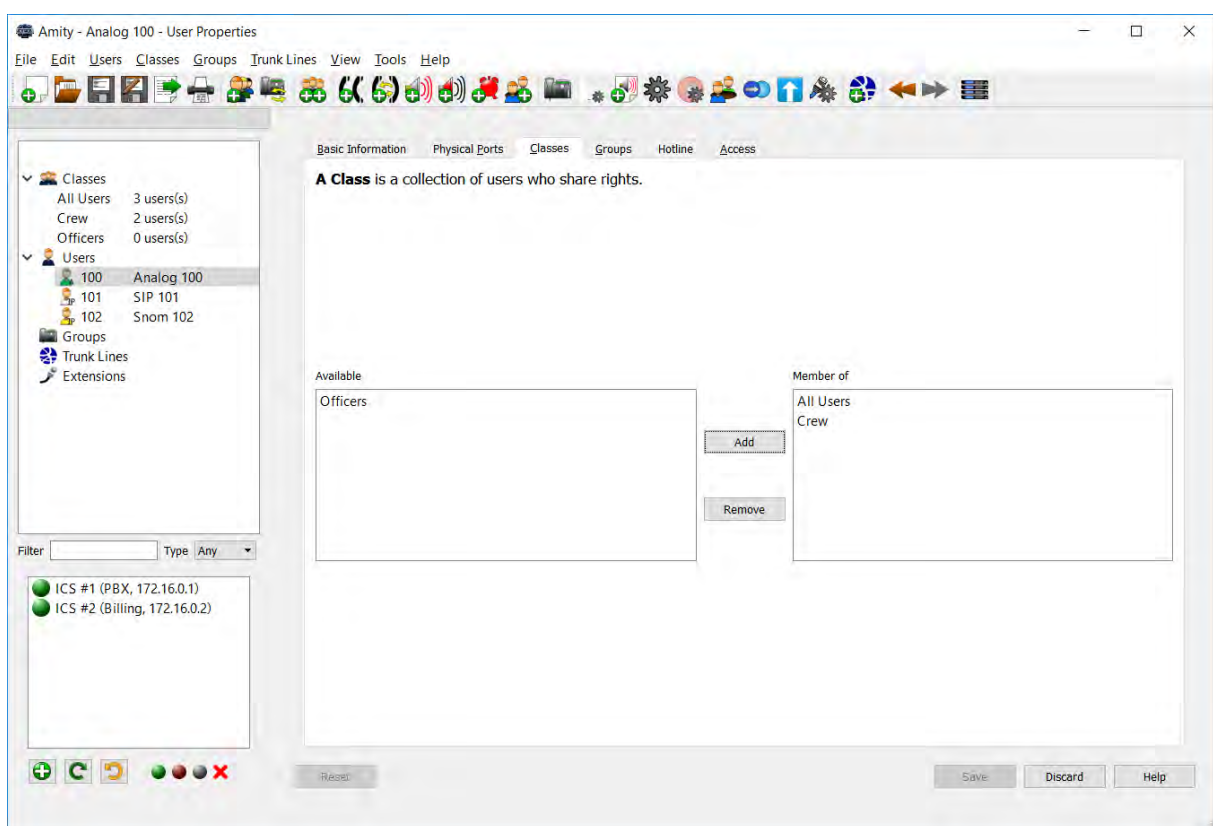 Amity - Analog 100 - User Properties
File Edit Users Classes Groups Trunk Lines View Tools Help
Basic Information Physical Ports Classes Groups Hotline Access
A Class is a collection of users who share rights.
Classes
All Users 3 users(s)
Crew 2 users(s)
Officers 0 users(s)
Users
100 Analog 100
101 SIP 101
102 Snom 102
Groups
Trunk Lines
Extensions
Available
Member of
Officers
All Users
Crew
Add
Remove
Filter Type Any
ICS #1 (PBX, 172.16.0.1)
ICS #2 (Billing, 172.16.0.2)
Reset Save Discard Help